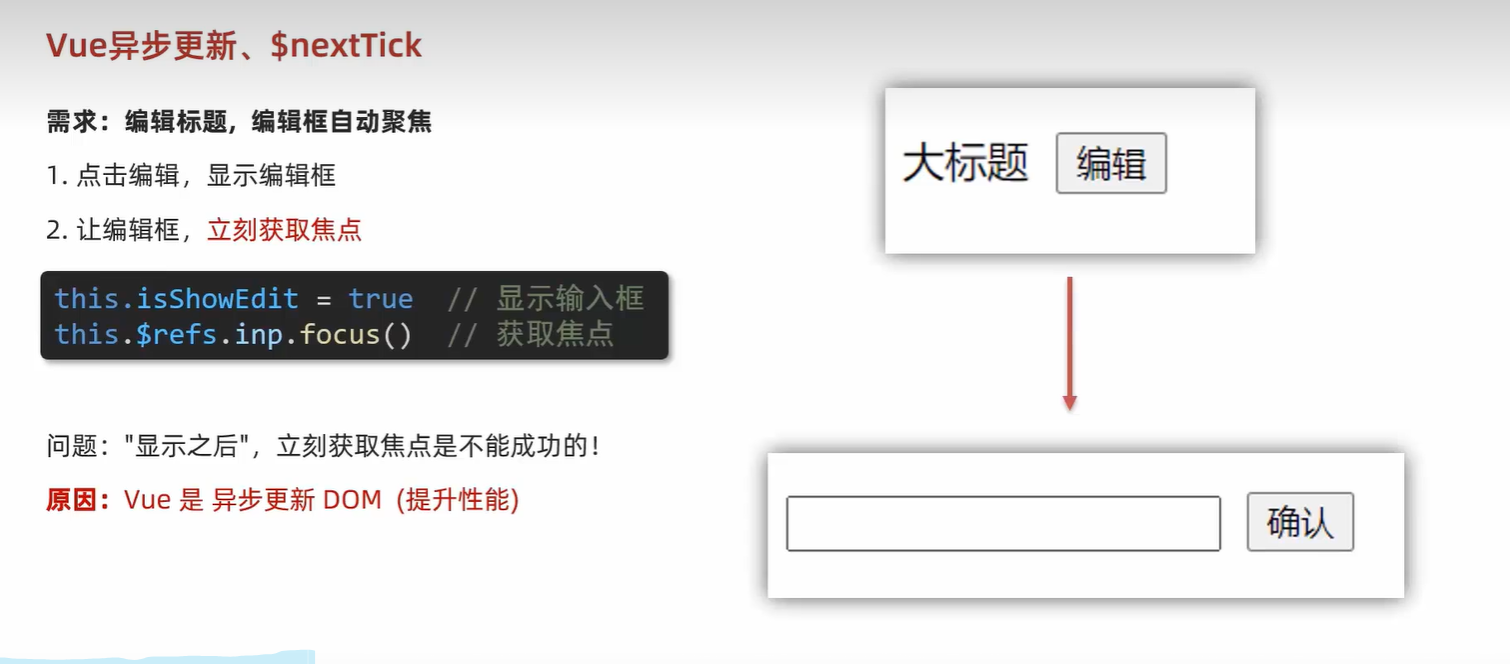 Vue异步更新、$nextTick
需求：编辑标题，编辑框自动聚焦
1. 点击编辑，显示编辑框
2. 让编辑框，立刻获取焦点
this.isShowEdit = true  // 显示输入框
this.$refs.inp.focus()  // 获取焦点
问题："显示之后"，立刻获取焦点是不能成功的！
原因：Vue 是 异步更新 DOM (提升性能)
大标题 编辑
确认